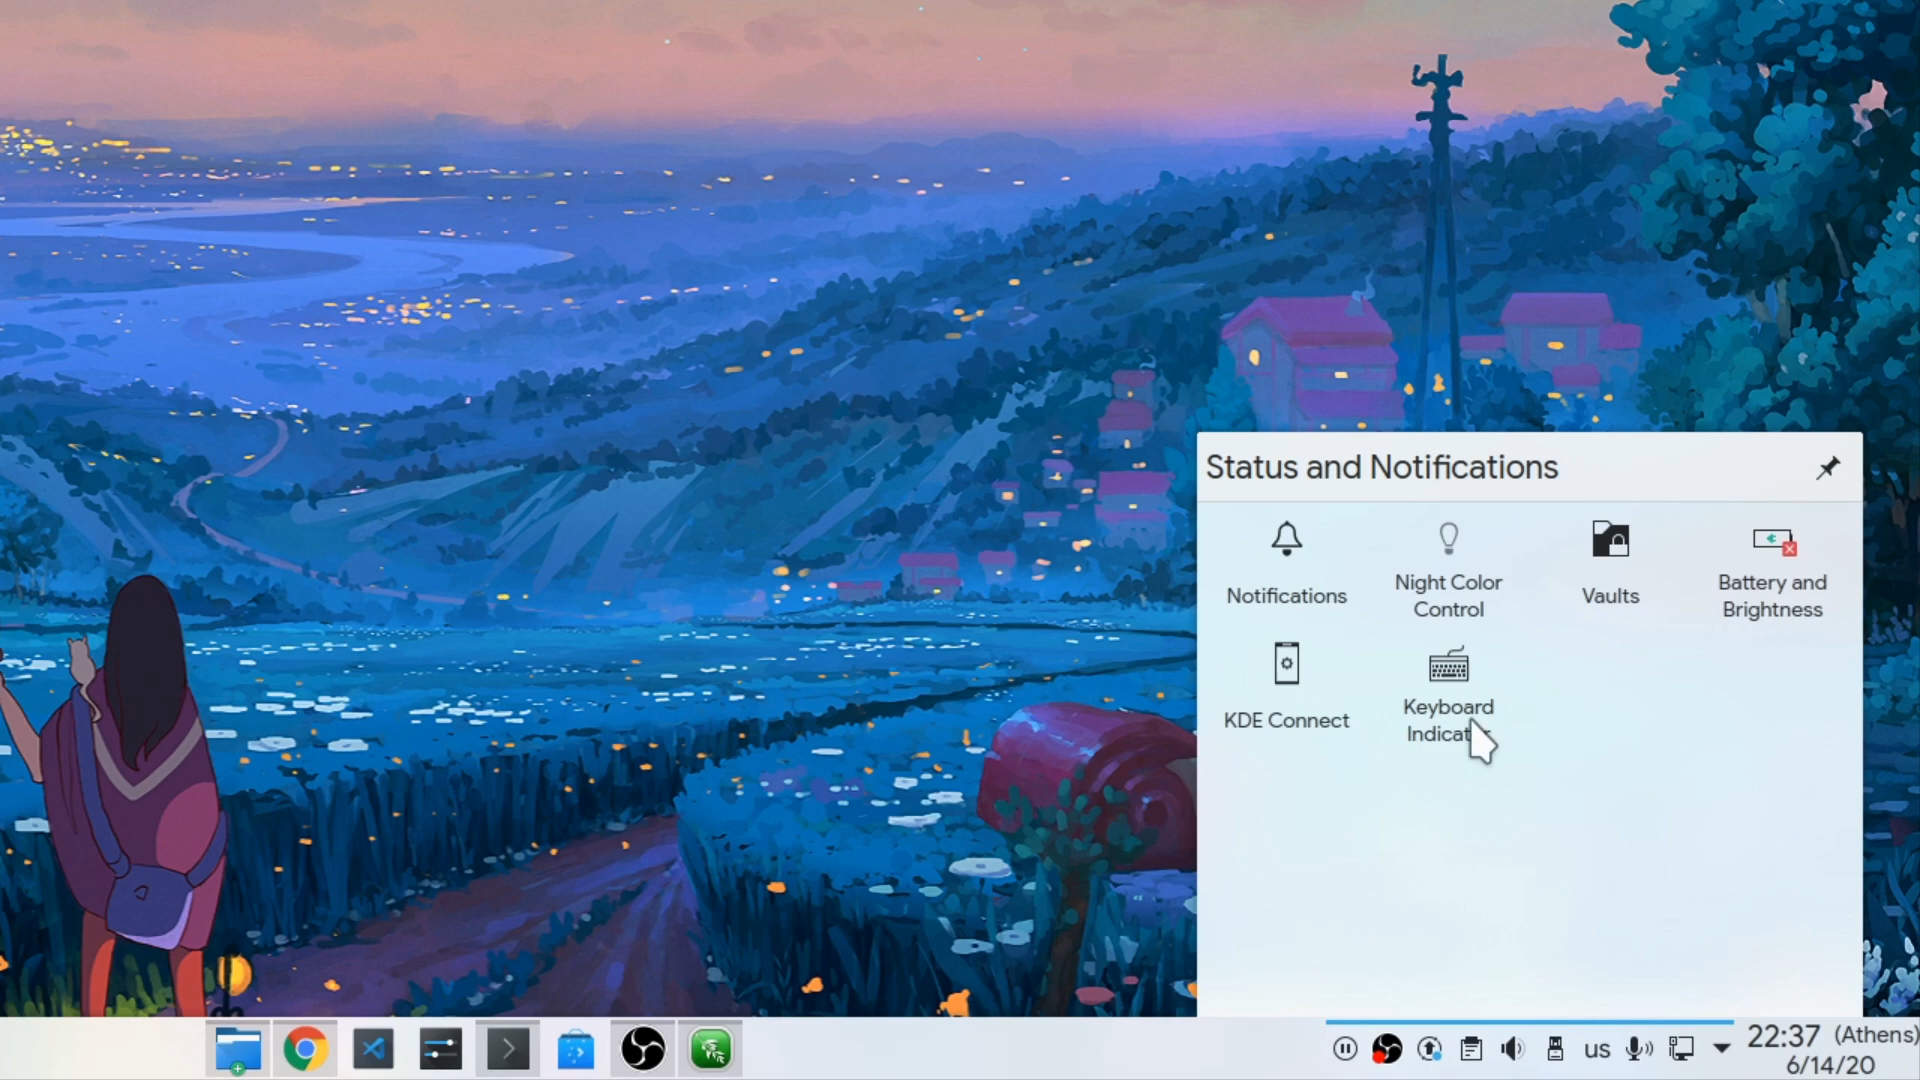 Status and Notifications
Notifications
Night Color
Control
Vaults
Battery and
Brightness
KDE Connect
Keyboard
us
22:37 (Athens)
6/14/20